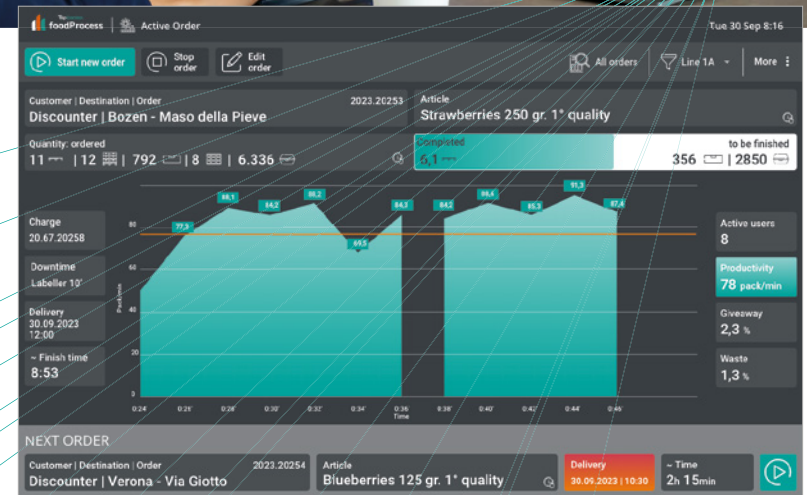 foodProcess
Active Order
Tue 30 Sep 8:16
Start new order
Stop order
Edit order
All orders
Line 1A
More
Customer | Destination | Order
2023.20253
Discounter | Bozen - Maso della Pieve
Article
Strawberries 250 gr. 1° quality
Quantity: ordered
11 | 12 | 792 | 8 | 6.336
Completed
6,1
to be finished
356 | 2850
Charge
20.67.20258
Downtime
Labeller 10'
Delivery
30.09.2023
12:00
~ Finish time
8:53
Pack/min
80
60
40
20
0
77,3
88,1
84,2
88,2
69,5
84,3
84,2
85,3
91,3
87,4
0:24'
0:26'
0:28'
0:30'
0:32'
0:34'
0:36
0:38'
0:40'
0:42'
0:44'
0:46'
Time
Active users
8
Productivity
78 pack/min
Giveaway
2,3 %
Waste
1,3 %
NEXT ORDER
Customer | Destination | Order
2023.20254
Discounter | Verona - Via Giotto
Article
Blueberries 125 gr. 1° quality
Delivery
30.09.2023 | 10:30
~ Time
2h 15min